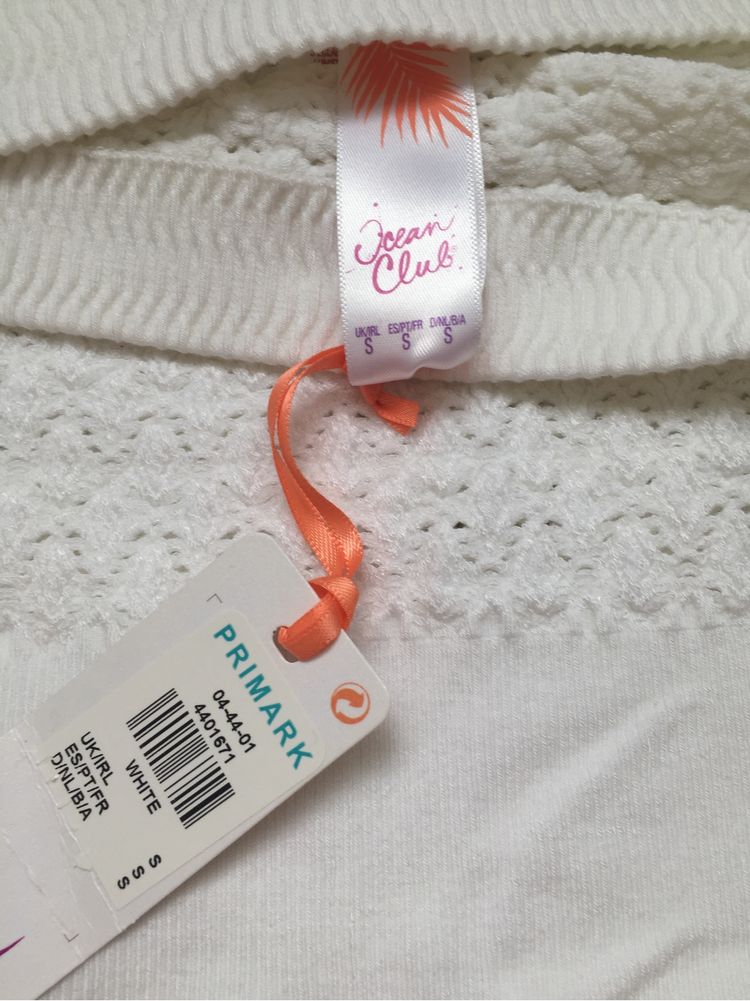 Ocean
Club
UK/IRL ES/PT/FR D/NL/B/A
S S S
PRIMARK
04-44-01
4401671
WHITE
UK/IRL S
ES/PT/FR S
D/NL/B/A S